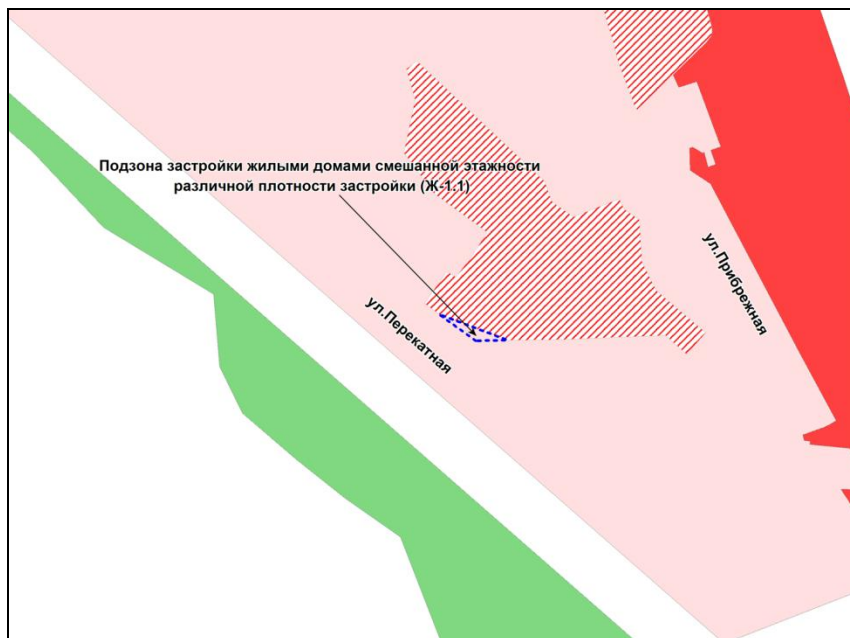 Подзона застройки жилыми домами смешанной этажности
различной плотности застройки (Ж-1.1)
ул.Прибрежная
ул.Перекатная